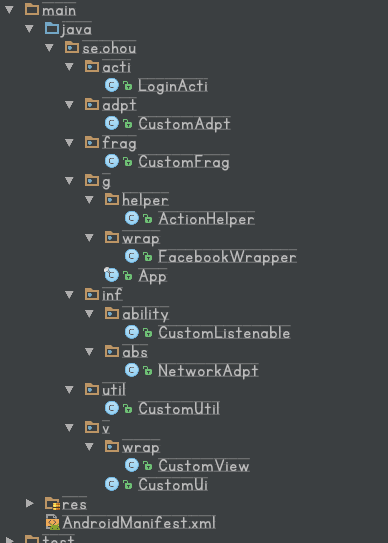 main
java
se.ohou
acti
LoginActi
adpt
CustomAdpt
frag
CustomFrag
g
helper
ActionHelper
wrap
FacebookWrapper
App
inf
ability
CustomListenable
abs
NetworkAdpt
util
CustomUtil
v
wrap
CustomView
CustomUi
res
AndroidManifest.xml
test